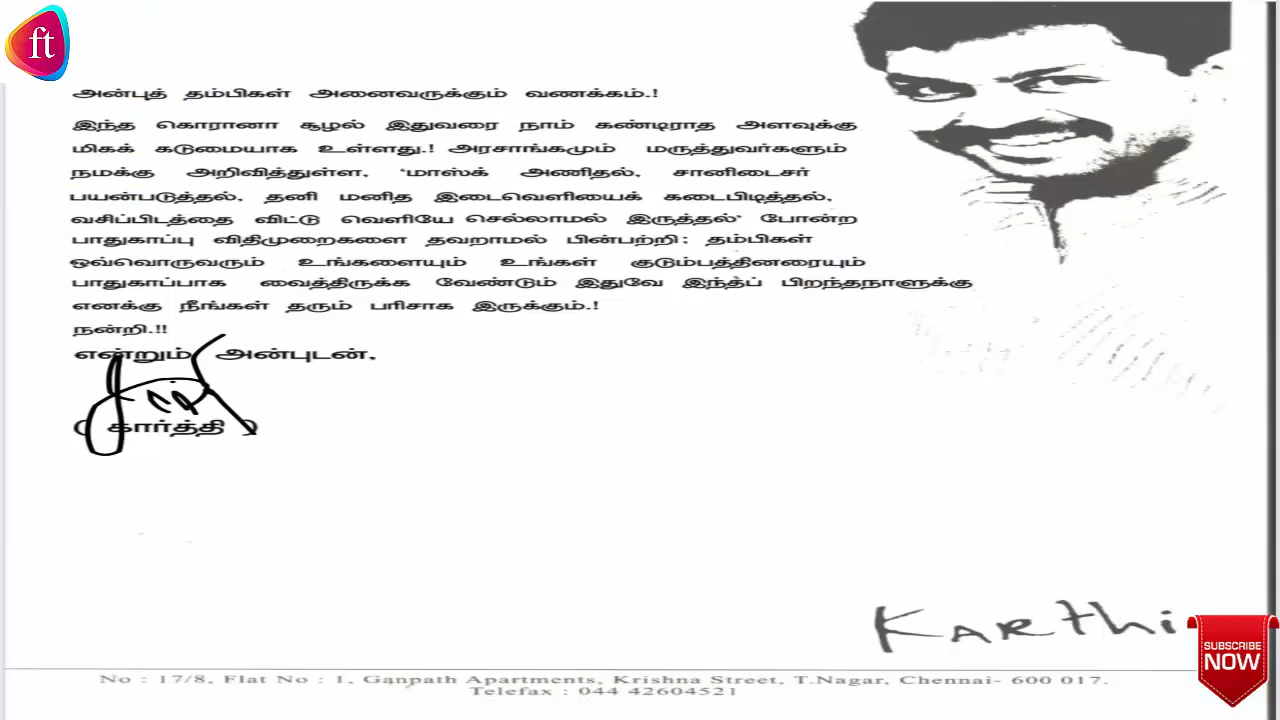 ft
அன்புத் தம்பிகள் அனைவருக்கும் வணக்கம்.!
இந்த கொரானா சூழல் இதுவரை நாம் கண்டிராத அளவுக்கு
மிகக் கடுமையாக உள்ளது.! அரசாங்கமும் மருத்துவர்களும்
நமக்கு அறிவித்துள்ள, ‘மாஸ்க் அணிதல், சானிடைசர்
பயன்படுத்தல், தனி மனித இடைவெளியைக் கடைபிடித்தல்,
வசிப்பிடத்தை விட்டு வெளியே செல்லாமல் இருத்தல்’ போன்ற
பாதுகாப்பு விதிமுறைகளை தவறாமல் பின்பற்றி; தம்பிகள்
ஒவ்வொருவரும் உங்களையும் உங்கள் குடும்பத்தினரையும்
பாதுகாப்பாக வைத்திருக்க வேண்டும் இதுவே இந்தப் பிறந்தநாளுக்கு
எனக்கு நீங்கள் தரும் பரிசாக இருக்கும்.!
நன்றி.!!
என்றும் அன்புடன்,
( கார்த்தி )
KARthi
SUBSCRIBE
NOW
No : 17/8, Flat No : 1, Ganpath Apartments, Krishna Street, T.Nagar, Chennai- 600 017.
Telefax : 044 42604521